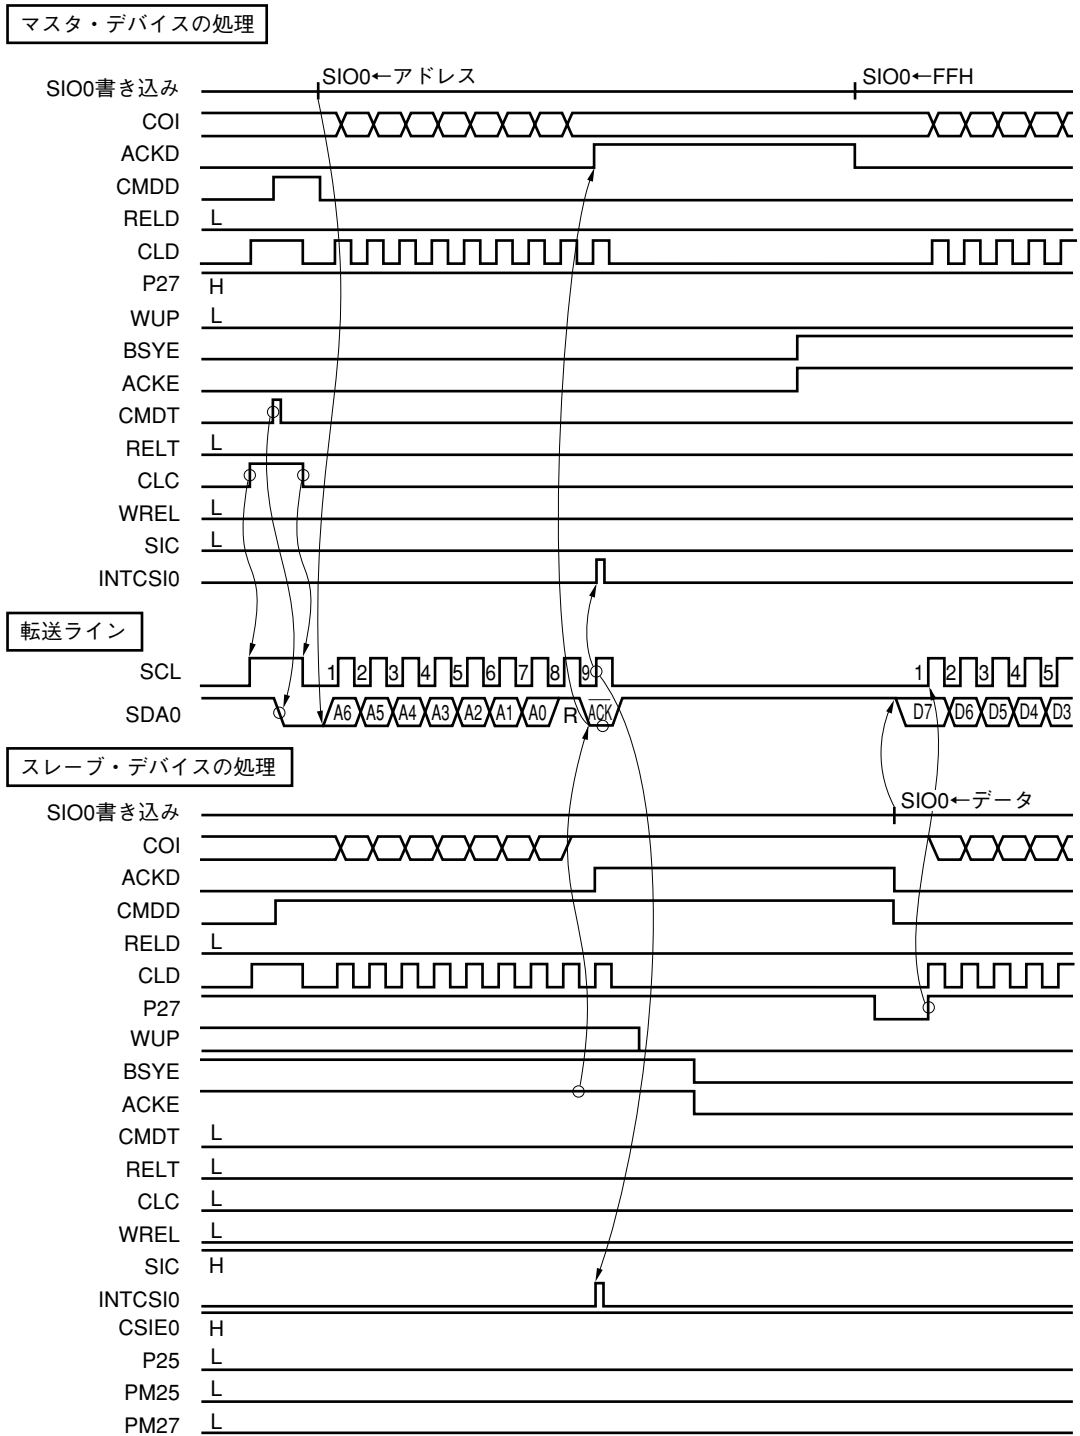 マスタ・デバイスの処理
SIO0書き込み SIO0←アドレス SIO0←FFH
COI
ACKD
CMDD
RELD L
CLD
P27 H
WUP L
BSYE
ACKE
CMDT
RELT L
CLC
WREL L
SIC L
INTCSI0
転送ライン
SCL 1 2 3 4 5 6 7 8 9 1 2 3 4 5
SDA0 A6 A5 A4 A3 A2 A1 A0 R ACK D7 D6 D5 D4 D3
スレーブ・デバイスの処理
SIO0書き込み SIO0←データ
COI
ACKD
CMDD
RELD L
CLD
P27
WUP
BSYE
ACKE
CMDT L
RELT L
CLC L
WREL L
SIC H
INTCSI0
CSIE0 H
P25 L
PM25 L
PM27 L